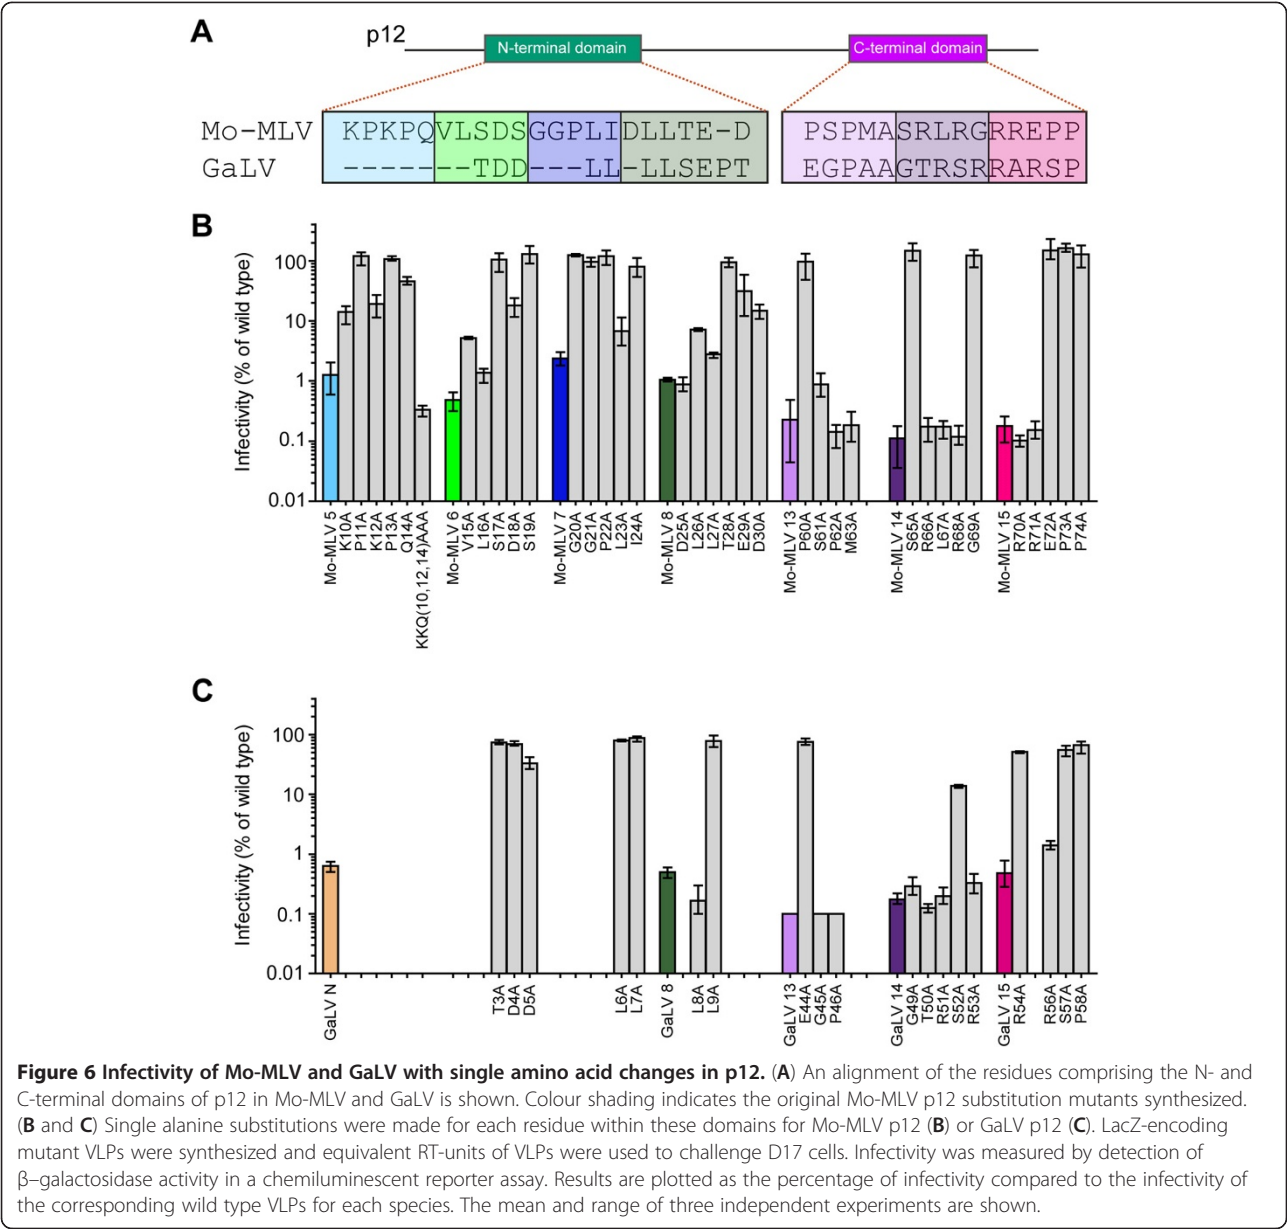 A
p12
N-terminal domain
C-terminal domain
Mo-MLV KPKPQVLSDSGGPLIDLLTE-D PSPMASRLRGRREPP
GaLV -------TDD---LL-LLSEPT EGPAAGTRSRRARSP
B
Infectivity (% of wild type)
100
10
1
0.1
0.01
Mo-MLV 5
K10A
P11A
K12A
P13A
Q14A
KKQ(10,12,14)AAA
Mo-MLV 6
V15A
L16A
S17A
D18A
S19A
Mo-MLV 7
G20A
G21A
P22A
L23A
I24A
Mo-MLV 8
D25A
L26A
L27A
T28A
E29A
D30A
Mo-MLV 13
P60A
S61A
P62A
M63A
Mo-MLV 14
S65A
R66A
L67A
R68A
G69A
Mo-MLV 15
R70A
R71A
E72A
P73A
P74A
C
Infectivity (% of wild type)
100
10
1
0.1
0.01
GaLV N
T3A
D4A
D5A
L6A
L7A
GaLV 8
L8A
L9A
GaLV 13
E44A
G45A
P46A
GaLV 14
G49A
T50A
R51A
S52A
R53A
GaLV 15
R54A
R56A
S57A
P58A
Figure 6 Infectivity of Mo-MLV and GaLV with single amino acid changes in p12. (A) An alignment of the residues comprising the N- and
C-terminal domains of p12 in Mo-MLV and GaLV is shown. Colour shading indicates the original Mo-MLV p12 substitution mutants synthesized.
(B and C) Single alanine substitutions were made for each residue within these domains for Mo-MLV p12 (B) or GaLV p12 (C). LacZ-encoding
mutant VLPs were synthesized and equivalent RT-units of VLPs were used to challenge D17 cells. Infectivity was measured by detection of
β–galactosidase activity in a chemiluminescent reporter assay. Results are plotted as the percentage of infectivity compared to the infectivity of
the corresponding wild type VLPs for each species. The mean and range of three independent experiments are shown.